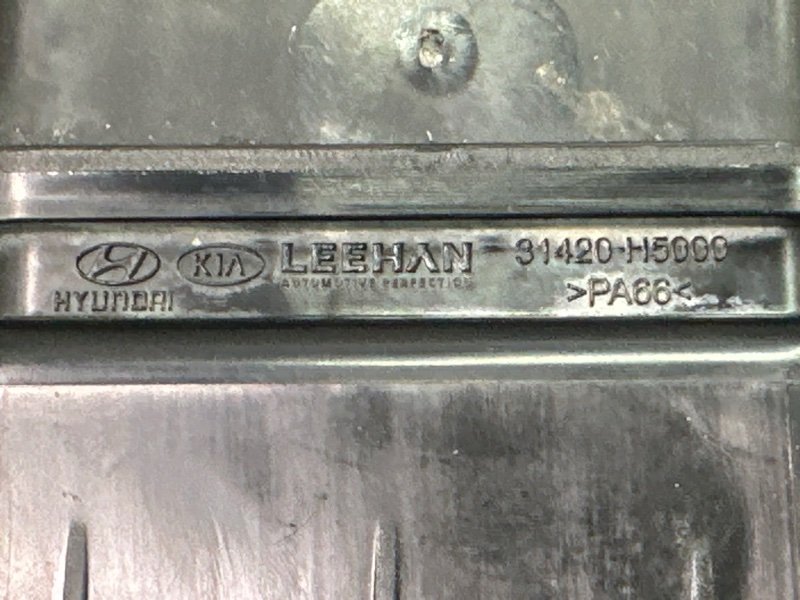 KIA LEEHAN 31420-H5000
AUTOMOTIVE PERFECTION
HYUNDAI >PA66<